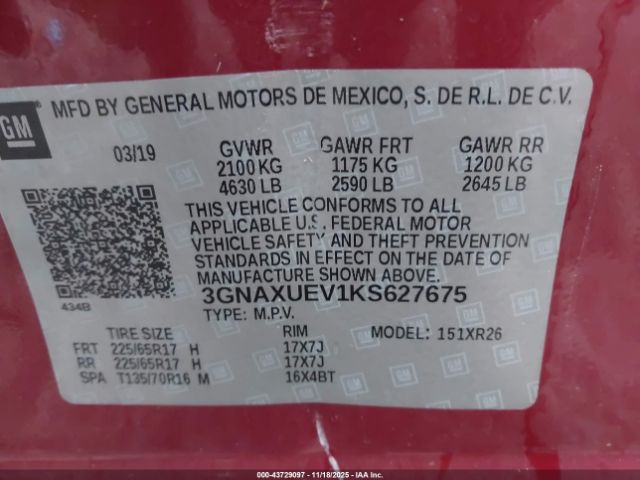 GM
MFD BY GENERAL MOTORS DE MEXICO, S. DE R.L. DE C.V.
03/19 GVWR GAWR FRT GAWR RR
2100 KG 1175 KG 1200 KG
4630 LB 2590 LB 2645 LB
THIS VEHICLE CONFORMS TO ALL
APPLICABLE U.S. FEDERAL MOTOR
VEHICLE SAFETY AND THEFT PREVENTION
STANDARDS IN EFFECT ON THE DATE OF
MANUFACTURE SHOWN ABOVE.
434B
3GNAXUEV1KS627675
TYPE: M.P.V.
TIRE SIZE RIM MODEL: 151XR26
FRT 225/65R17 H 17X7J
RR 225/65R17 H 17X7J
SPA T135/70R16 M 16X4BT
000-43729097 - 11/18/2025 - IAAI, Inc.